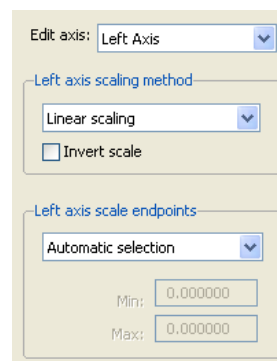 Edit axis: Left Axis
Left axis scaling method
Linear scaling
Invert scale
Left axis scale endpoints
Automatic selection
Min: 0.000000
Max: 0.000000